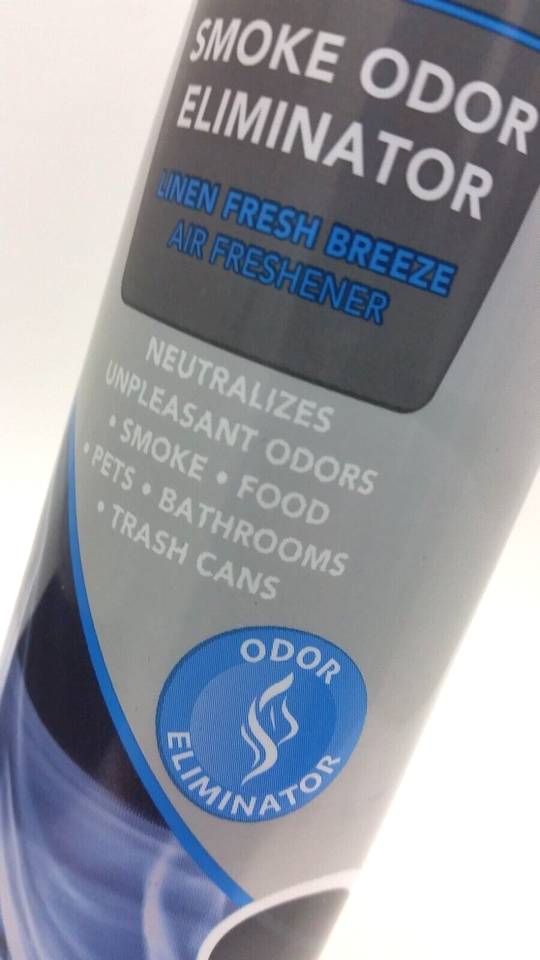 SMOKE ODOR
ELIMINATOR
LINEN FRESH BREEZE
AIR FRESHENER
NEUTRALIZES
UNPLEASANT ODORS
• SMOKE • FOOD
• PETS • BATHROOMS
• TRASH CANS
ODOR
ELIMINATOR